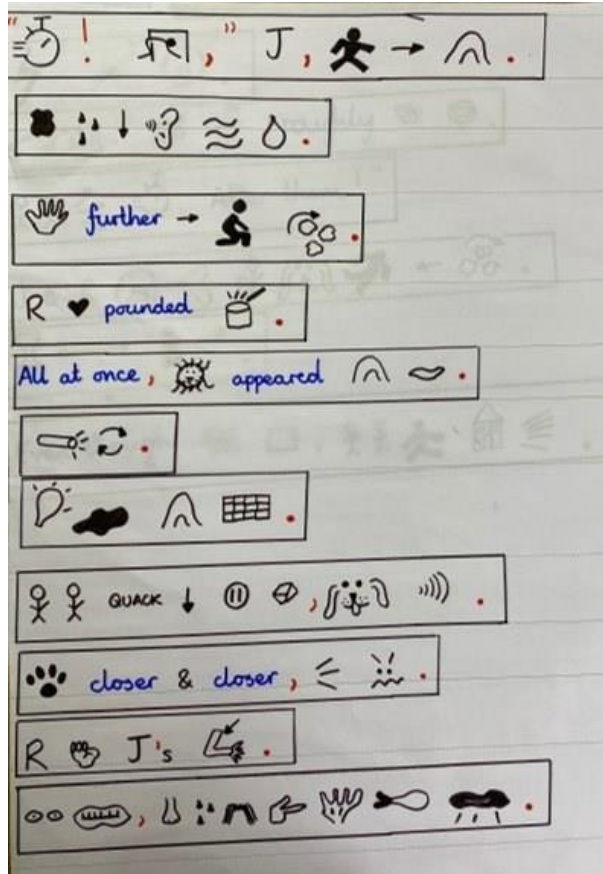 "! ," J, → .
↓ .
further → .
R ♥ pounded .
All at once, appeared .
.
.
QUACK ↓ , .
closer & closer, .
R J's .
, .